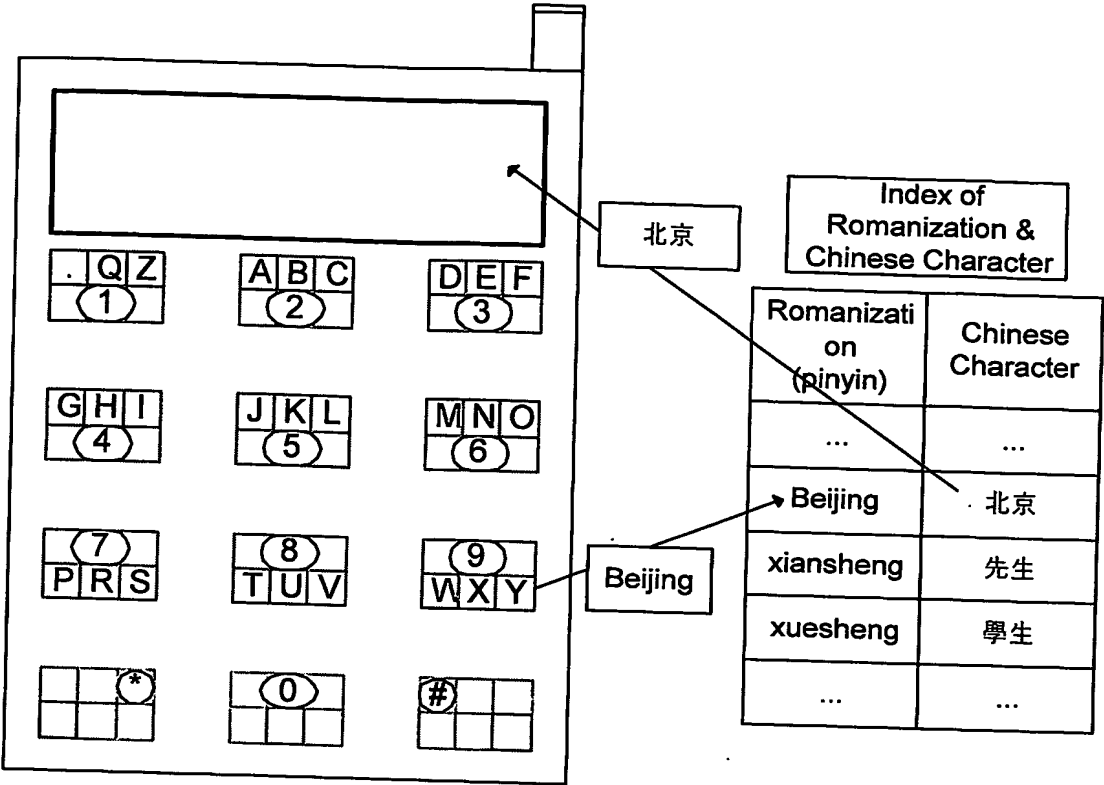 . Q Z
1
A B C
2
D E F
3
G H I
4
J K L
5
M N O
6
7
P R S
8
T U V
9
W X Y
*
0
#
北京
Beijing
Index of
Romanization &
Chinese Character
Romanizati
on
(pinyin)
Chinese
Character
...
...
Beijing
北京
xiansheng
先生
xuesheng
學生
...
...